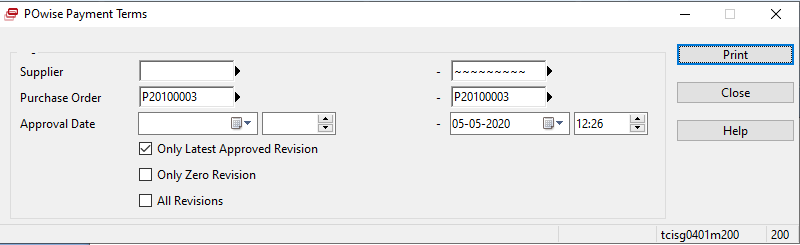 POwise Payment Terms
-
Supplier - ~~~~~~~~~
Purchase Order P20100003 - P20100003
Approval Date - 05-05-2020 12:26
Only Latest Approved Revision
Only Zero Revision
All Revisions
Print
Close
Help
tcisg0401m200 200